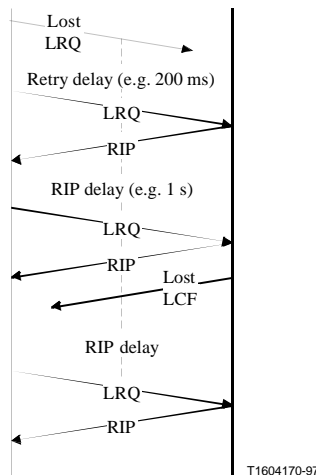 Lost
LRQ
Retry delay (e.g. 200 ms)
LRQ
RIP
RIP delay (e.g. 1 s)
LRQ
RIP
Lost
LCF
RIP delay
LRQ
RIP
T1604170-97